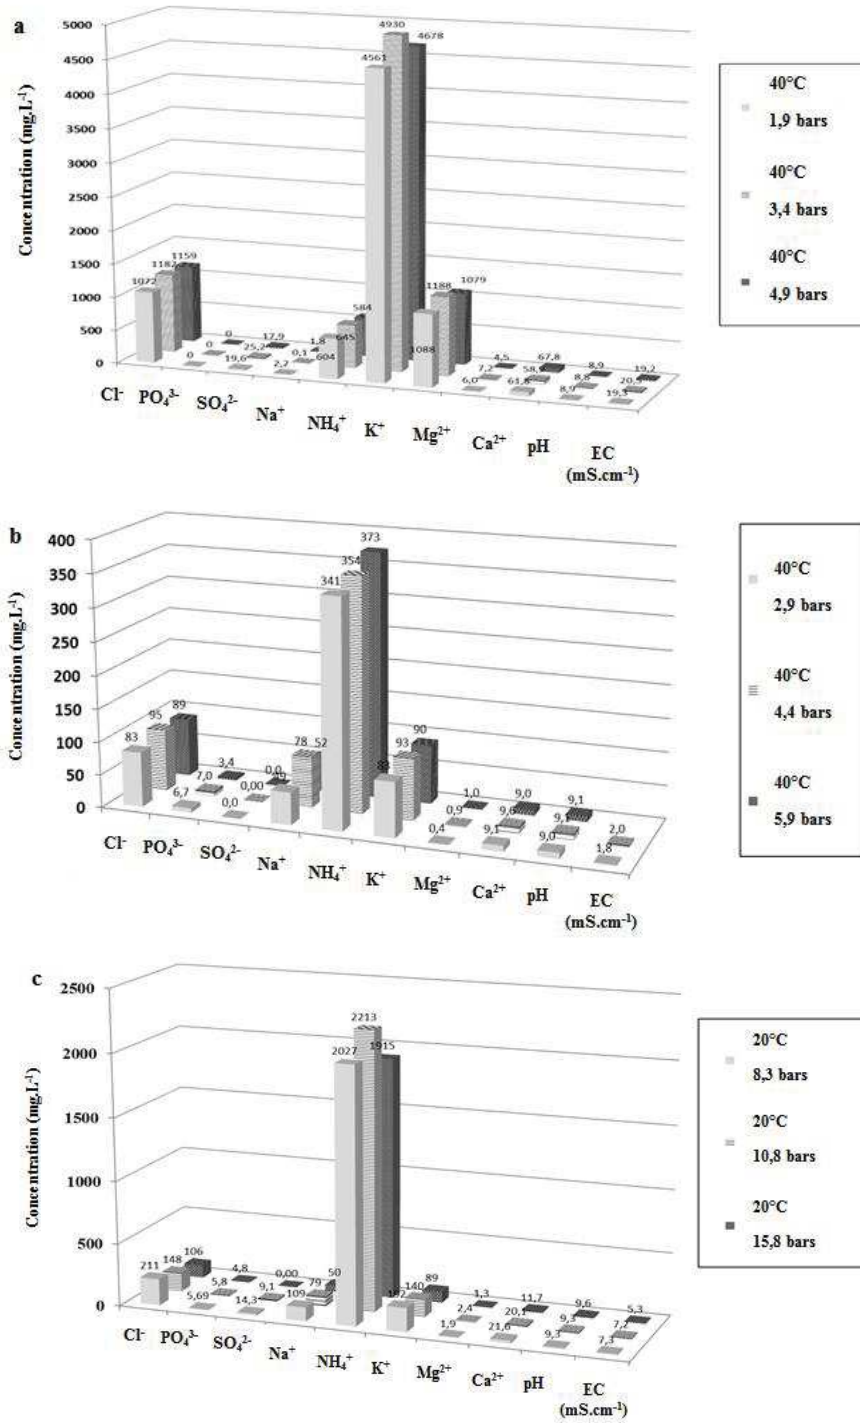 a
Concentration (mg.L-1)
5000
4500
4000
3500
3000
2500
2000
1500
1000
500
0
4930
4561
4678
1072
1182
1159
0
17,9
1,8
584
0
25,2
0,1
645
0
19,6
2,7
604
1188
1079
1088
4,5
67,8
8,9
19,2
7,2
8,8
20,5
6,0
61,8
8,9
19,3
Cl⁻
PO₄³⁻
SO₄²⁻
Na⁺
NH₄⁺
K⁺
Mg²⁺
Ca²⁺
pH
EC
(mS.cm⁻¹)
40°C
1,9 bars
40°C
3,4 bars
40°C
4,9 bars
b
Concentration (mg.L-1)
400
350
300
250
200
150
100
50
0
373
354
341
83
95
89
3,4
0,0
52
7,0
0,00
78
6,7
0,0
90
93
1,0
9,0
9,1
2,0
0,9
0,4
9,1
9,0
1,8
Cl⁻
PO₄³⁻
SO₄²⁻
Na⁺
NH₄⁺
K⁺
Mg²⁺
Ca²⁺
pH
EC
(mS.cm⁻¹)
40°C
2,9 bars
40°C
4,4 bars
40°C
5,9 bars
c
Concentration (mg.L-1)
2500
2000
1500
1000
500
0
2213
2027
1915
211
148
106
4,8
0,00
50
5,8
9,1
79
5,69
14,3
109
192
140
89
1,3
11,7
9,6
5,3
2,4
20,1
9,3
7,2
1,9
21,6
9,3
7,3
Cl⁻
PO₄³⁻
SO₄²⁻
Na⁺
NH₄⁺
K⁺
Mg²⁺
Ca²⁺
pH
EC
(mS.cm⁻¹)
20°C
8,3 bars
20°C
10,8 bars
20°C
15,8 bars